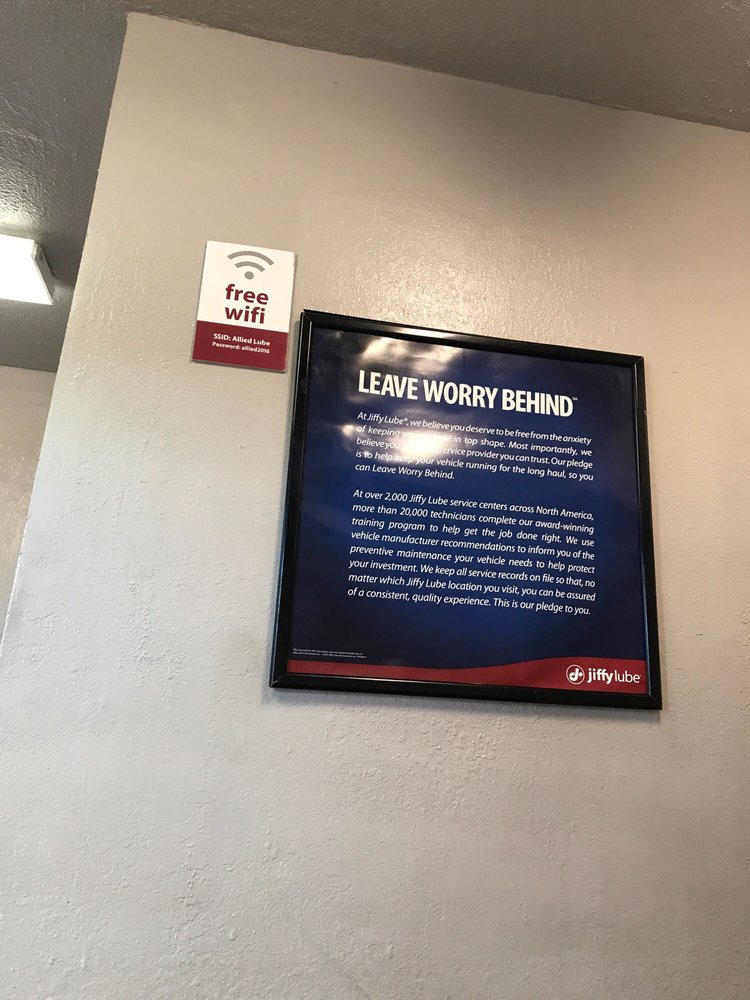 free
wifi
SSID: Allied Lube
Password: allied2016
LEAVE WORRY BEHIND℠
At Jiffy Lube®, we believe you deserve to be free from the anxiety
of keeping in top shape. Most importantly, we
believe you service provider you can trust. Our pledge
is to help keep your vehicle running for the long haul, so you
can Leave Worry Behind.
At over 2,000 Jiffy Lube service centers across North America,
more than 20,000 technicians complete our award-winning
training program to help get the job done right. We use
vehicle manufacturer recommendations to inform you of the
preventive maintenance your vehicle needs to help protect
your investment. We keep all service records on file so that, no
matter which Jiffy Lube location you visit, you can be assured
of a consistent, quality experience. This is our pledge to you.
jiffylube